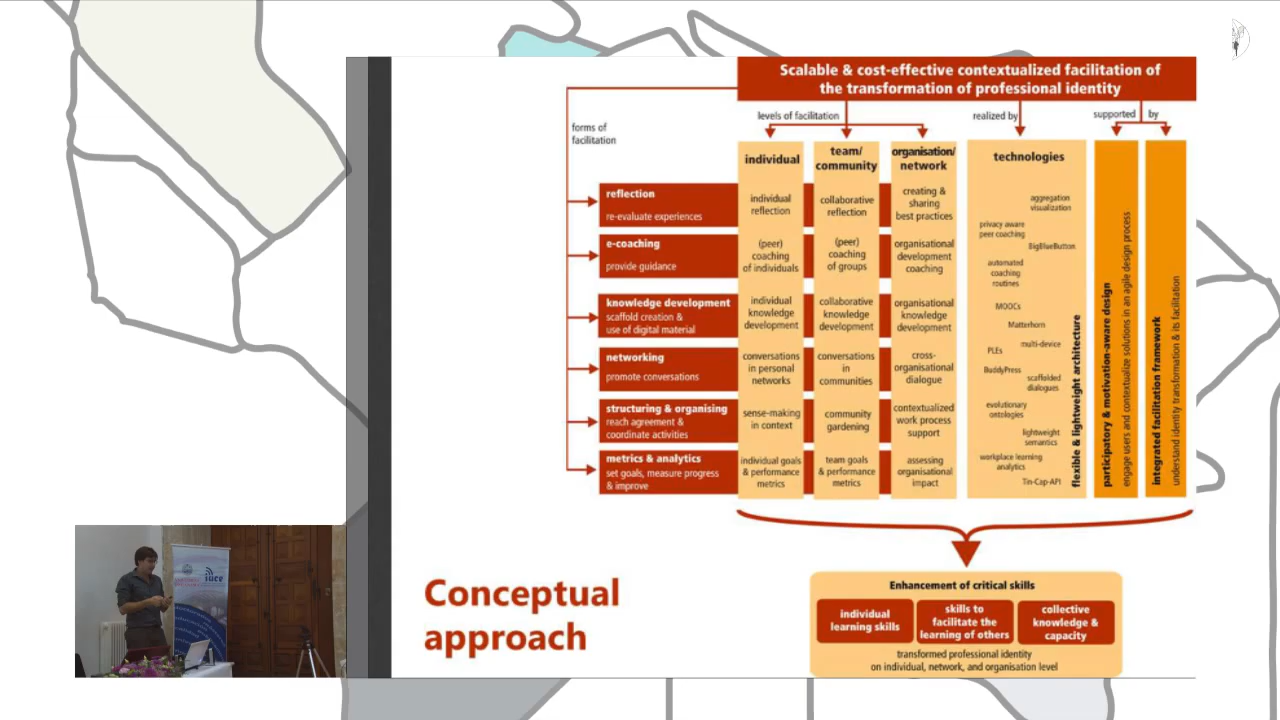 Scalable & cost-effective contextualized facilitation of
the transformation of professional identity
forms of
facilitation
levels of facilitation
realized by
supported by
individual
team/
community
organisation/
network
technologies
reflection
re-evaluate experiences
individual
reflection
collaborative
reflection
creating &
sharing
best practices
e-coaching
provide guidance
(peer)
coaching
of individuals
(peer)
coaching
of groups
organisational
development
coaching
knowledge development
scaffold creation &
use of digital material
individual
knowledge
development
collaborative
knowledge
development
organisational
knowledge
development
networking
promote conversations
conversations
in personal
networks
conversations
in
communities
cross-
organisational
dialogue
structuring & organising
reach agreement &
coordinate activities
sense-making
in context
community
gardening
contextualized
work process
support
metrics & analytics
set goals, measure progress
& improve
individual goals
& performance
metrics
team goals
& performance
metrics
assessing
organisational
impact
aggregation
visualization
privacy aware
peer coaching
BigBlueButton
automated
coaching
routines
MOOCs
Matterhorn
multi-device
PLEs
BuddyPress
scaffolded
dialogues
evolutionary
ontologies
lightweight
semantics
workplace learning
analytics
Tin-Cap-API
flexible & lightweight architecture
participatory & motivation-aware design
engage users and contextualize solutions in an agile design process
integrated facilitation framework
understand identity transformation & its facilitation
Enhancement of critical skills
individual
learning skills
skills to
facilitate the
learning of others
collective
knowledge &
capacity
transformed professional identity
on individual, network, and organisation level
Conceptual
approach
iuce